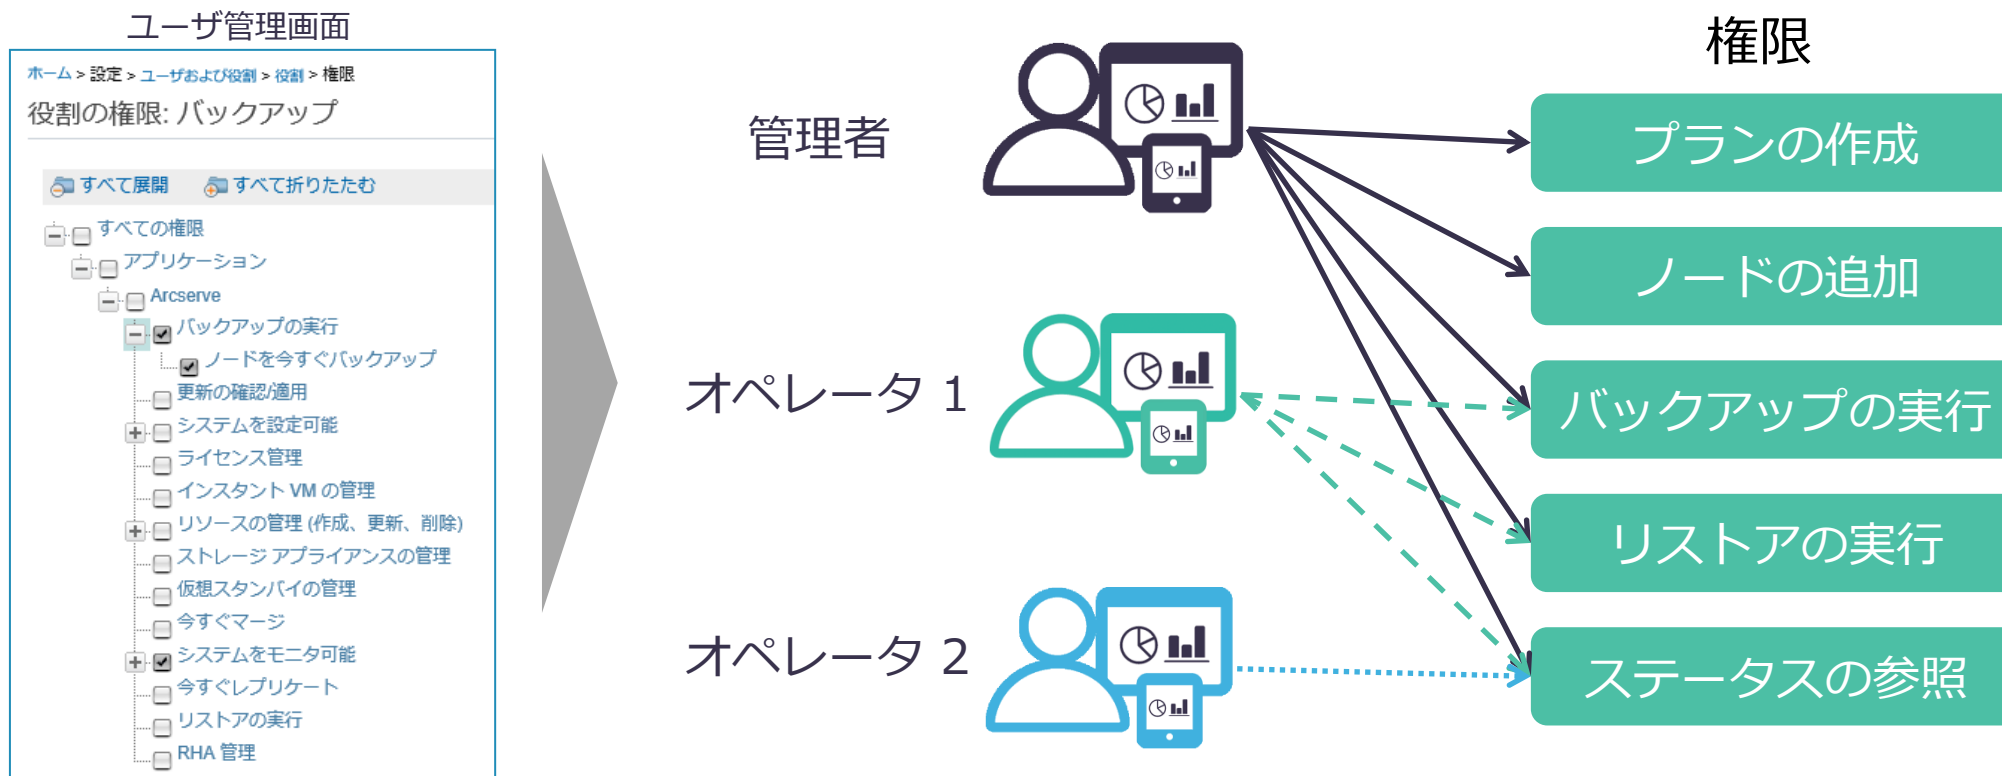 ユーザ管理画面
ホーム > 設定 > ユーザおよび役割 > 役割 > 権限
役割の権限: バックアップ
すべて展開 すべて折りたたむ
すべての権限
アプリケーション
Arcserve
バックアップの実行
ノードを今すぐバックアップ
更新の確認/適用
システムを設定可能
ライセンス管理
インスタント VM の管理
リソースの管理 (作成、更新、削除)
ストレージ アプライアンスの管理
仮想スタンバイの管理
今すぐマージ
システムをモニタ可能
今すぐレプリケート
リストアの実行
RHA 管理
管理者
オペレータ 1
オペレータ 2
権限
プランの作成
ノードの追加
バックアップの実行
リストアの実行
ステータスの参照